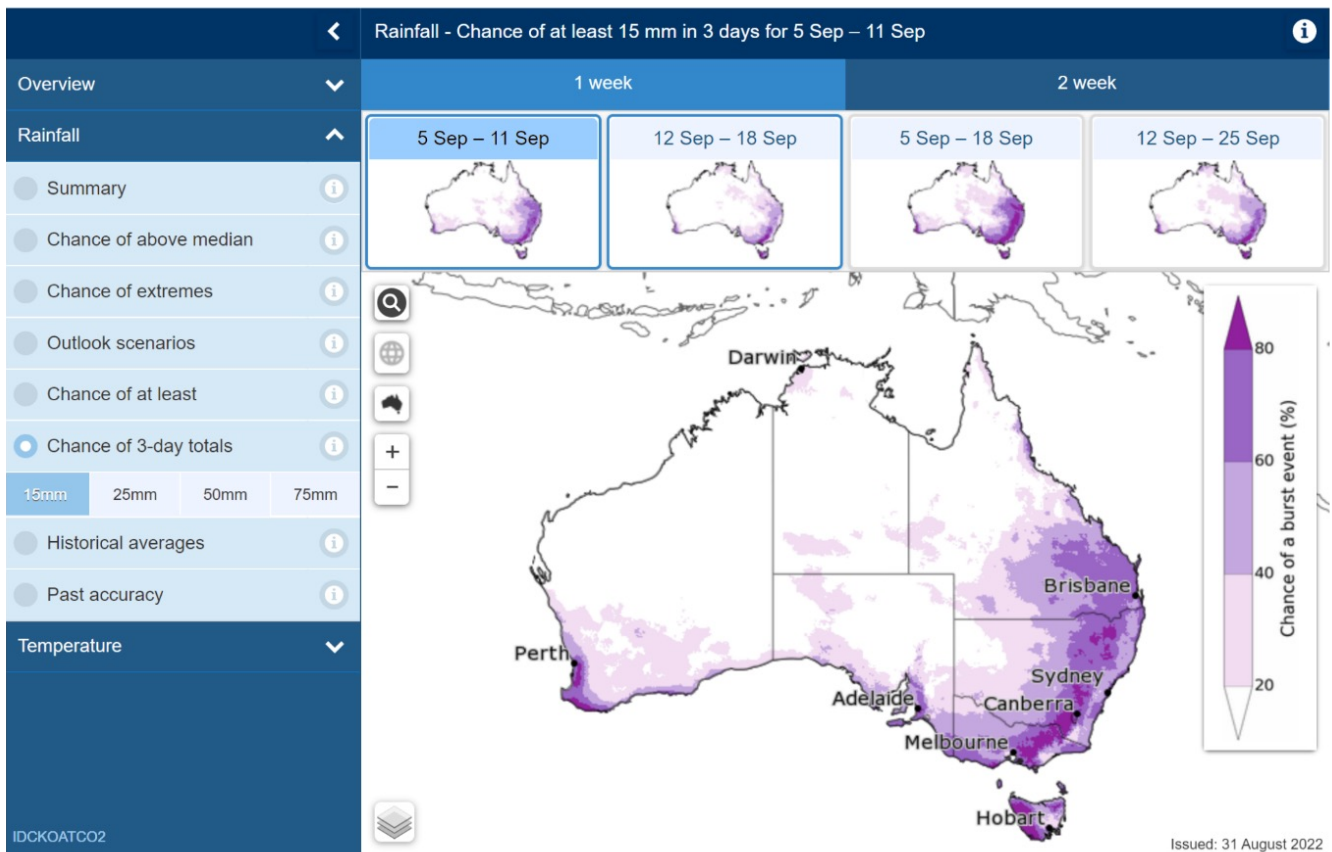 Rainfall - Chance of at least 15 mm in 3 days for 5 Sep – 11 Sep
Overview
Rainfall
Summary
Chance of above median
Chance of extremes
Outlook scenarios
Chance of at least
Chance of 3-day totals
15mm 25mm 50mm 75mm
Historical averages
Past accuracy
Temperature
IDCKOATCO2
1 week 2 week
5 Sep – 11 Sep 12 Sep – 18 Sep 5 Sep – 18 Sep 12 Sep – 25 Sep
+
−
Darwin
Brisbane
Perth
Sydney
Adelaide
Canberra
Melbourne
Hobart
80
60
40
20
Chance of a burst event (%)
Issued: 31 August 2022